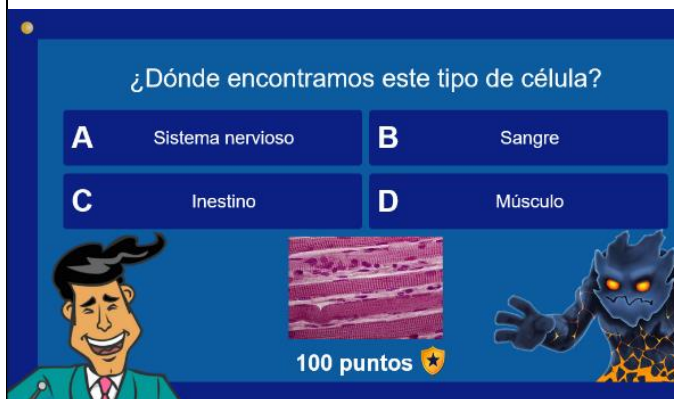 ¿Dónde encontramos este tipo de célula?
A Sistema nervioso
B Sangre
C Inestino
D Músculo
100 puntos